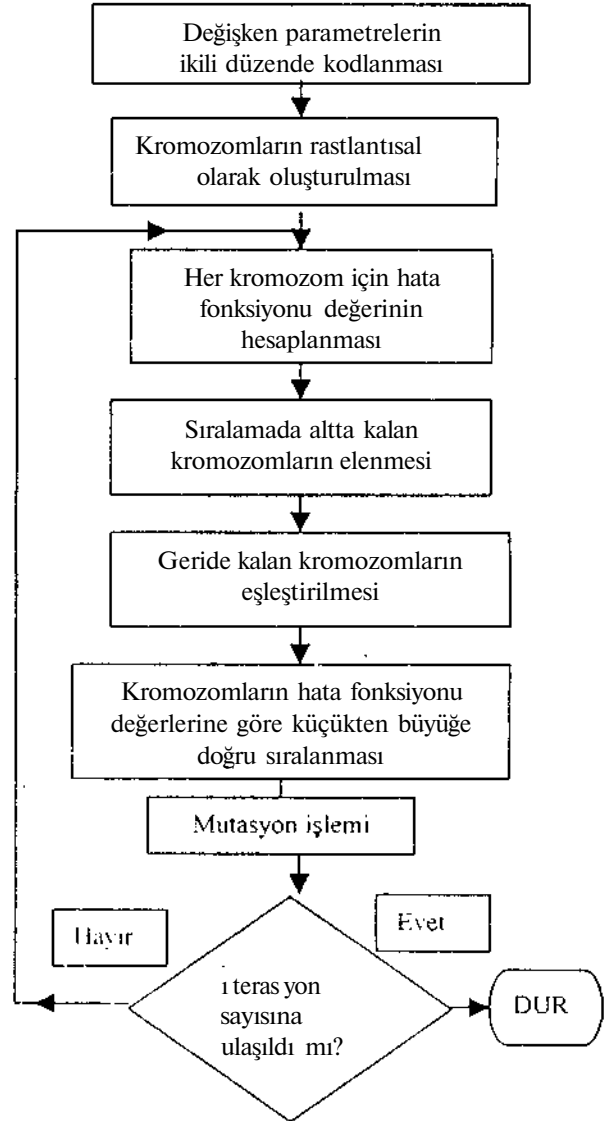 Değişken parametrelerin
ikili düzende kodlanması
Kromozomların rastlantısal
olarak oluşturulması
Her kromozom için hata
fonksiyonu değerinin
hesaplanması
Sıralamada altta kalan
kromozomların elenmesi
Geride kalan kromozomların
eşleştirilmesi
Kromozomların hata fonksiyonu
değerlerine göre küçükten büyüğe
doğru sıralanması
Mutasyon işlemi
Hayır
Evet
iterasyon
sayısına
ulaşıldı mı?
DUR